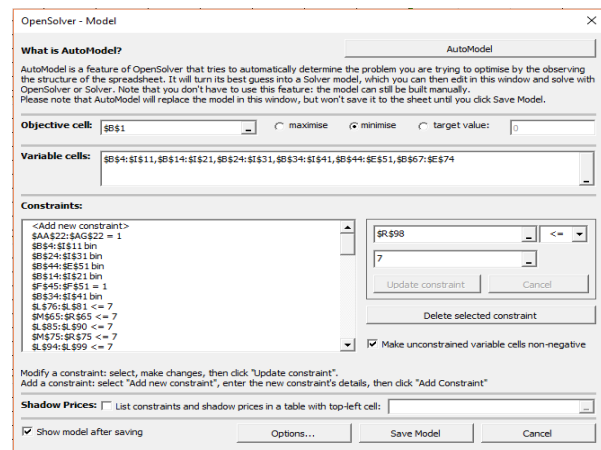 OpenSolver - Model
What is AutoModel?
AutoModel
AutoModel is a feature of OpenSolver that tries to automatically determine the problem you are trying to optimise by the observing
the structure of the spreadsheet. It will turn its best guess into a Solver model, which you can then edit in this window and solve with
OpenSolver or Solver. Note that you don't have to use this feature: the model can still be built manually.
Please note that AutoModel will replace the model in this window, but won't save it to the sheet until you click Save Model.
Objective cell: $B$1 _ maximise minimise target value: 0
Variable cells: $B$4:$I$11,$B$14:$I$21,$B$24:$I$31,$B$34:$I$41,$B$44:$E$51,$B$67:$E$74
_
Constraints:
<Add new constraint>
$AA$22:$AG$22 = 1
$B$4:$I$11 bin
$B$24:$I$31 bin
$B$44:$E$51 bin
$B$14:$I$21 bin
$F$45:$F$51 = 1
$B$34:$I$41 bin
$L$76:$L$81 <= 7
$M$65:$R$65 <= 7
$L$85:$L$90 <= 7
$M$75:$R$75 <= 7
$L$94:$L$99 <= 7
$R$98 _ <=
7 _
Update constraint Cancel
Delete selected constraint
Make unconstrained variable cells non-negative
Modify a constraint: select, make changes, then click "Update constraint".
Add a constraint: select "Add new constraint", enter the new constraint's details, then click "Add Constraint"
Shadow Prices: List constraints and shadow prices in a table with top-left cell: _
Show model after saving Options... Save Model Cancel